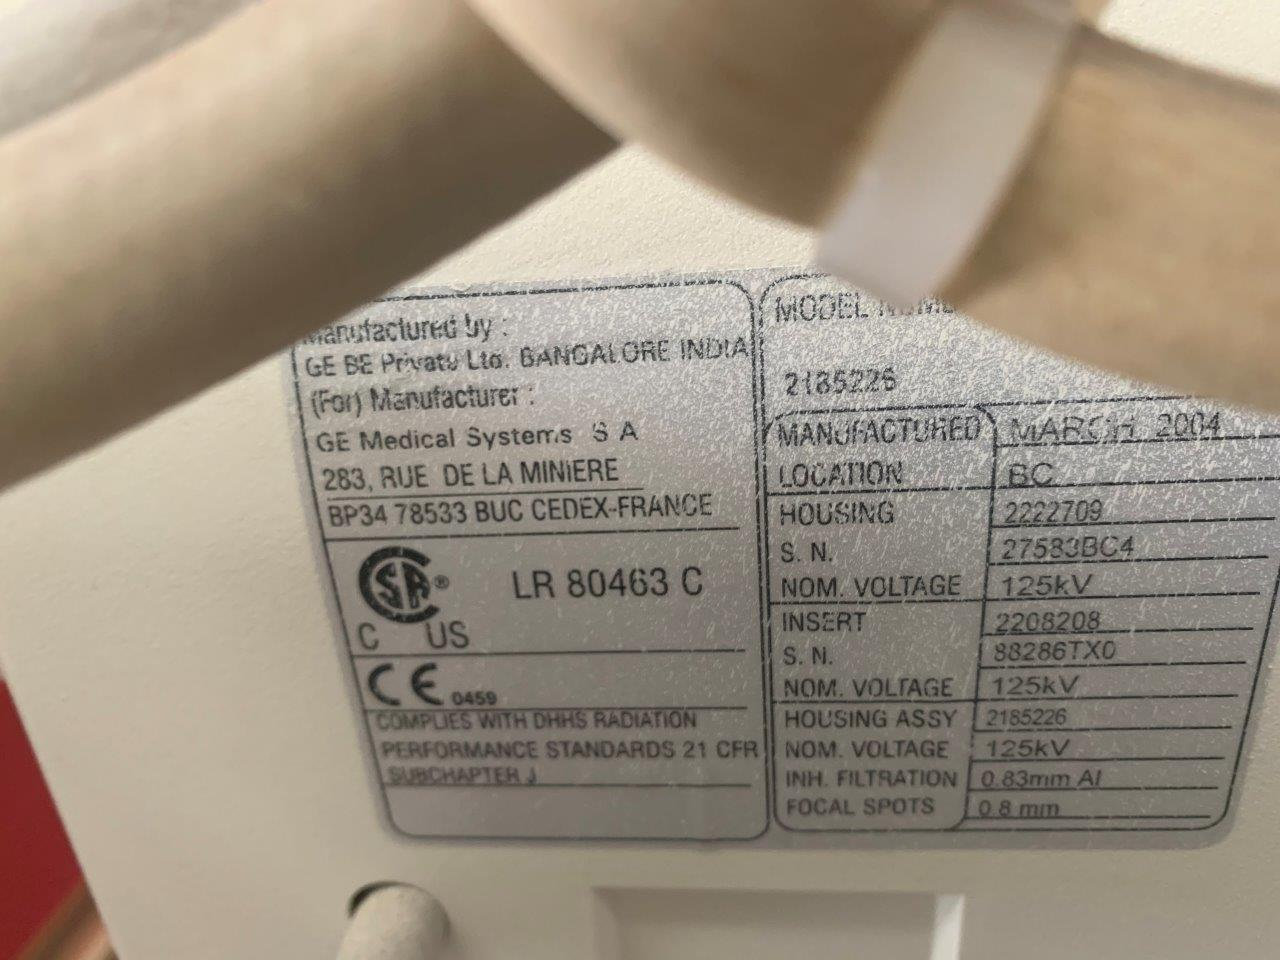 Manufactured by :
GE BE Private Ltd. BANGALORE INDIA
(For) Manufacturer :
GE Medical Systems S A
283, RUE DE LA MINIERE
BP34 78533 BUC CEDEX-FRANCE
SA ®
C US
LR 80463 C
CE 0459
COMPLIES WITH DHHS RADIATION
PERFORMANCE STANDARDS 21 CFR
SUBCHAPTER J
MODEL
2185226
MANUFACTURED MARCH 2004
LOCATION BC
HOUSING 2222709
S. N. 27583BC4
NOM. VOLTAGE 125kV
INSERT 2208208
S. N. 88286TX0
NOM. VOLTAGE 125kV
HOUSING ASSY 2185226
NOM. VOLTAGE 125kV
INH. FILTRATION 0.83mm Al
FOCAL SPOTS 0.8 mm